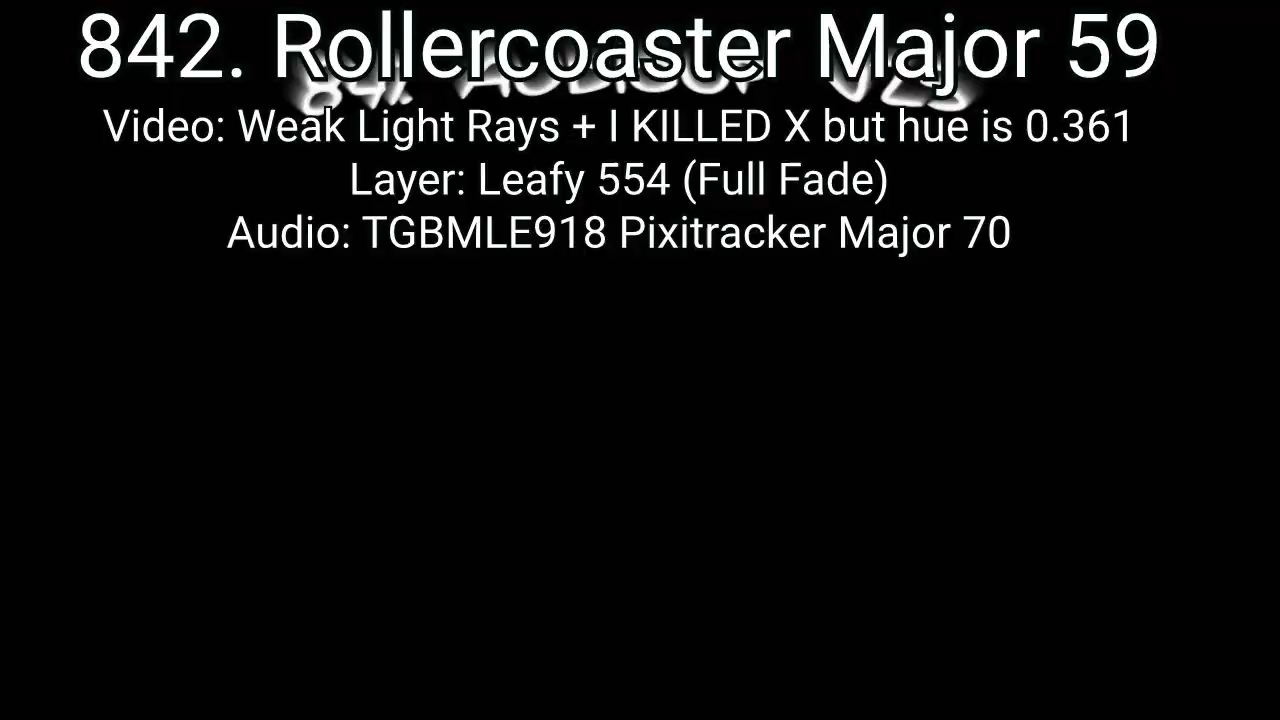 842. Rollercoaster Major 59
Video: Weak Light Rays + I KILLED X but hue is 0.361
Layer: Leafy 554 (Full Fade)
Audio: TGBMLE918 Pixitracker Major 70